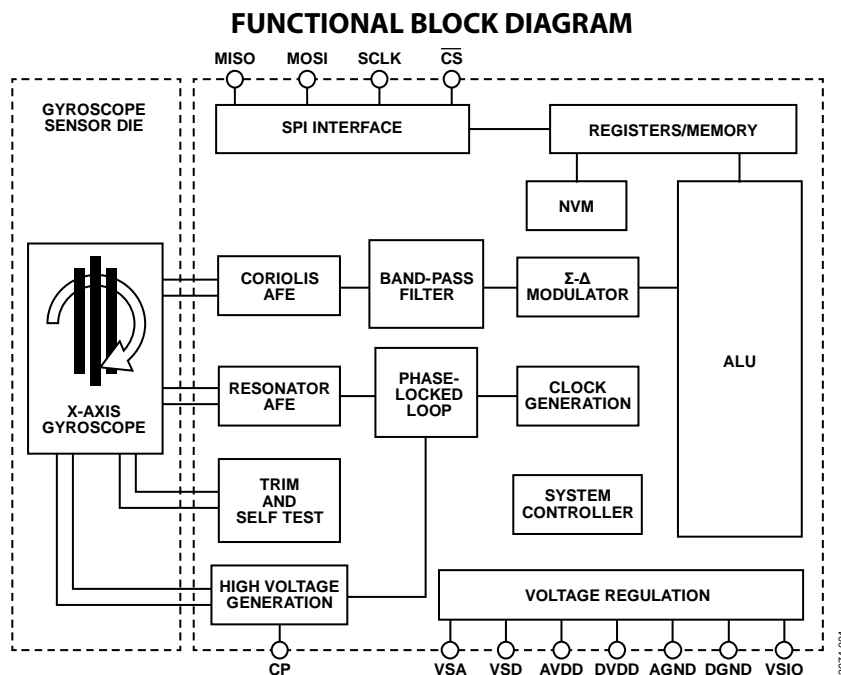 FUNCTIONAL BLOCK DIAGRAM
MISO
MOSI
SCLK
CS
GYROSCOPE
SENSOR DIE
SPI INTERFACE
REGISTERS/MEMORY
NVM
CORIOLIS
AFE
BAND-PASS
FILTER
Σ-Δ
MODULATOR
ALU
X-AXIS
GYROSCOPE
RESONATOR
AFE
PHASE-
LOCKED
LOOP
CLOCK
GENERATION
TRIM
AND
SELF TEST
SYSTEM
CONTROLLER
HIGH VOLTAGE
GENERATION
VOLTAGE REGULATION
CP
VSA
VSD
AVDD
DVDD
AGND
DGND
VSIO